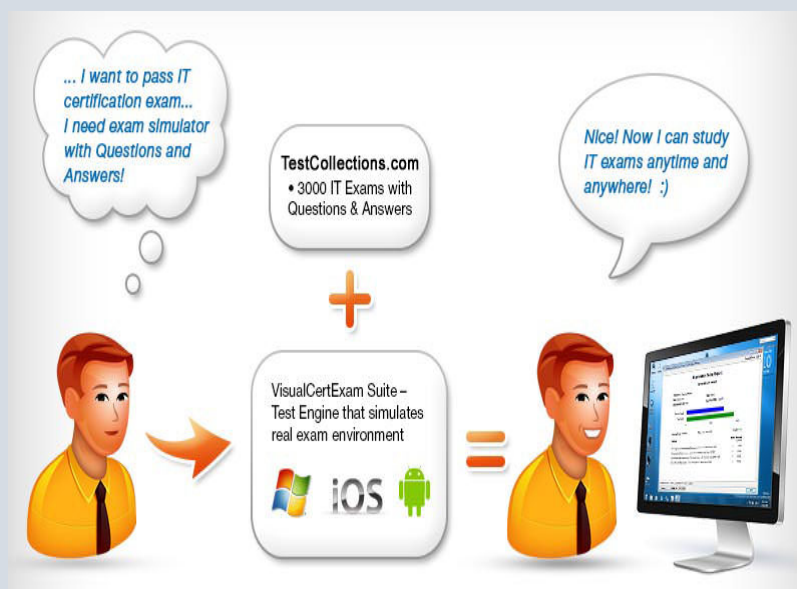 ... I want to pass IT
certification exam...
I need exam simulator
with Questions and
Answers!
TestCollections.com
• 3000 IT Exams with
Questions & Answers
Nice! Now I can study
IT exams anytime and
anywhere! :)
VisualCertExam Suite –
Test Engine that simulates
real exam environment
iOS